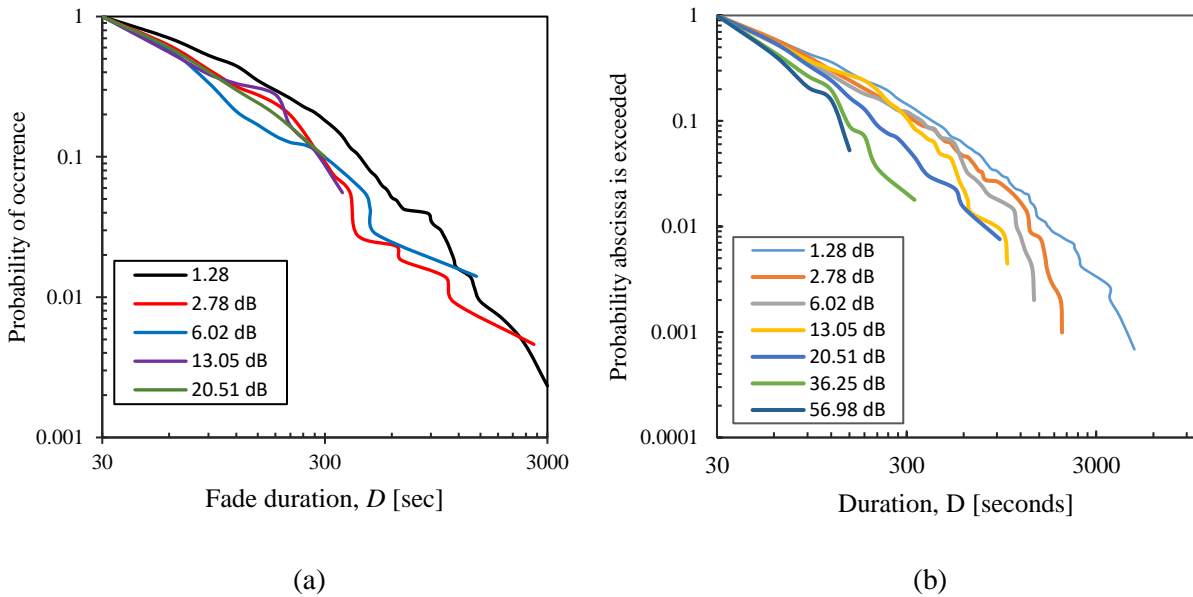 1
0.1
0.01
0.001
30
300
3000
Probability of occrrence
Fade duration, D [sec]
1.28
2.78 dB
6.02 dB
13.05 dB
20.51 dB
(a)
1
0.1
0.01
0.001
0.0001
30
300
3000
Probability abscissa is exceeded
Duration, D [seconds]
1.28 dB
2.78 dB
6.02 dB
13.05 dB
20.51 dB
36.25 dB
56.98 dB
(b)